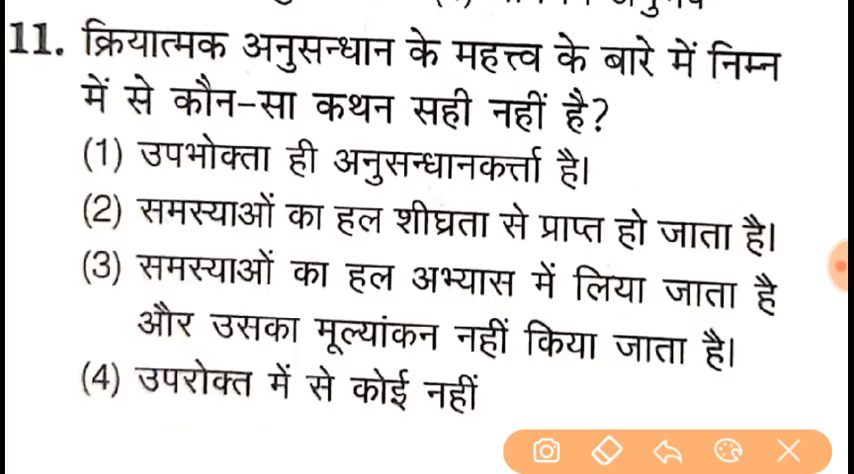 11. क्रियात्मक अनुसन्धान के महत्त्व के बारे में निम्न
में से कौन-सा कथन सही नहीं है?
(1) उपभोक्ता ही अनुसन्धानकर्त्ता है।
(2) समस्याओं का हल शीघ्रता से प्राप्त हो जाता है।
(3) समस्याओं का हल अभ्यास में लिया जाता है
और उसका मूल्यांकन नहीं किया जाता है।
(4) उपरोक्त में से कोई नहीं